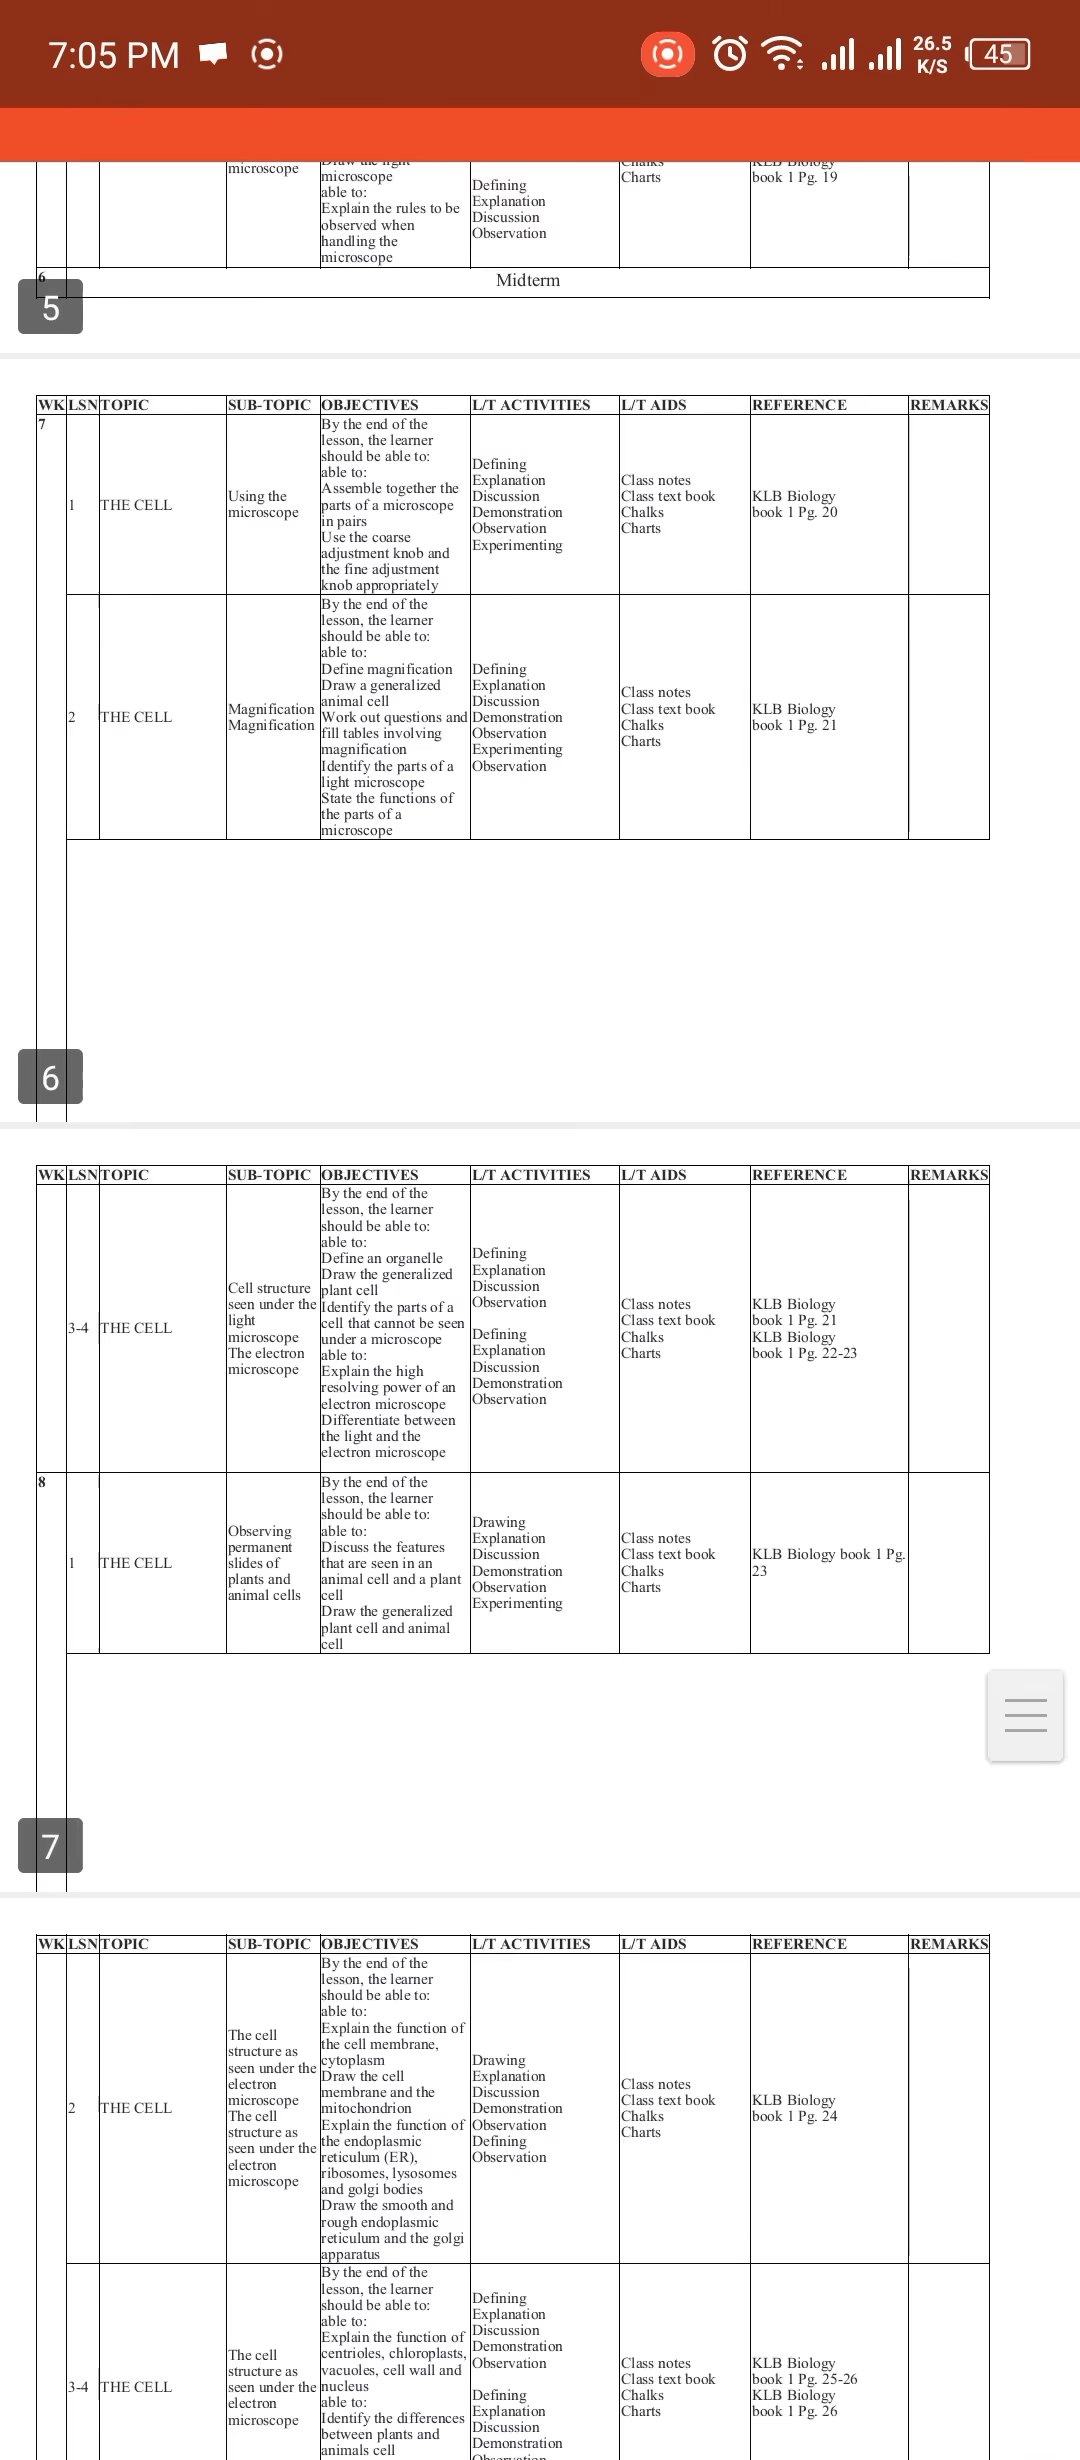 7:05 PM
26.5 K/S
45
microscope
Draw the light
microscope
able to:
Explain the rules to be
observed when
handling the
microscope
Defining
Explanation
Discussion
Observation
Chalks
Charts
KLB Biology
book 1 Pg. 19
6
Midterm
5
WK LSN TOPIC SUB-TOPIC OBJECTIVES L/T ACTIVITIES L/T AIDS REFERENCE REMARKS
7
1
THE CELL
Using the
microscope
By the end of the
lesson, the learner
should be able to:
able to:
Assemble together the
parts of a microscope
in pairs
Use the coarse
adjustment knob and
the fine adjustment
knob appropriately
Defining
Explanation
Discussion
Demonstration
Observation
Experimenting
Class notes
Class text book
Chalks
Charts
KLB Biology
book 1 Pg. 20
2
THE CELL
Magnification
Magnification
By the end of the
lesson, the learner
should be able to:
able to:
Define magnification
Draw a generalized
animal cell
Work out questions and
fill tables involving
magnification
Identify the parts of a
light microscope
State the functions of
the parts of a
microscope
Defining
Explanation
Discussion
Demonstration
Observation
Experimenting
Observation
Class notes
Class text book
Chalks
Charts
KLB Biology
book 1 Pg. 21
6
WK LSN TOPIC SUB-TOPIC OBJECTIVES L/T ACTIVITIES L/T AIDS REFERENCE REMARKS
3-4
THE CELL
Cell structure
seen under the
light
microscope
The electron
microscope
By the end of the
lesson, the learner
should be able to:
able to:
Define an organelle
Draw the generalized
plant cell
Identify the parts of a
cell that cannot be seen
under a microscope
able to:
Explain the high
resolving power of an
electron microscope
Differentiate between
the light and the
electron microscope
Defining
Explanation
Discussion
Observation
Defining
Explanation
Discussion
Demonstration
Observation
Class notes
Class text book
Chalks
Charts
KLB Biology
book 1 Pg. 21
KLB Biology
book 1 Pg. 22-23
8
1
THE CELL
Observing
permanent
slides of
plants and
animal cells
By the end of the
lesson, the learner
should be able to:
able to:
Discuss the features
that are seen in an
animal cell and a plant
cell
Draw the generalized
plant cell and animal
cell
Drawing
Explanation
Discussion
Demonstration
Observation
Experimenting
Class notes
Class text book
Chalks
Charts
KLB Biology book 1 Pg.
23
7
WK LSN TOPIC SUB-TOPIC OBJECTIVES L/T ACTIVITIES L/T AIDS REFERENCE REMARKS
2
THE CELL
The cell
structure as
seen under the
electron
microscope
The cell
structure as
seen under the
electron
microscope
By the end of the
lesson, the learner
should be able to:
able to:
Explain the function of
the cell membrane,
cytoplasm
Draw the cell
membrane and the
mitochondrion
Explain the function of
the endoplasmic
reticulum (ER),
ribosomes, lysosomes
and golgi bodies
Draw the smooth and
rough endoplasmic
reticulum and the golgi
apparatus
Drawing
Explanation
Discussion
Demonstration
Observation
Defining
Observation
Class notes
Class text book
Chalks
Charts
KLB Biology
book 1 Pg. 24
3-4
THE CELL
The cell
structure as
seen under the
electron
microscope
By the end of the
lesson, the learner
should be able to:
able to:
Explain the function of
centrioles, chloroplasts,
vacuoles, cell wall and
nucleus
able to:
Identify the differences
between plants and
animals cell
Defining
Explanation
Discussion
Demonstration
Observation
Defining
Explanation
Discussion
Demonstration
Observation
Class notes
Class text book
Chalks
Charts
KLB Biology
book 1 Pg. 25-26
KLB Biology
book 1 Pg. 26